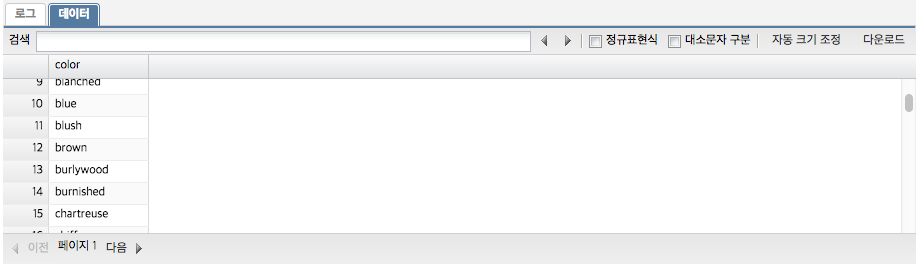 로그 데이터
검색 정규표현식 대소문자 구분 자동 크기 조정 다운로드
color
9 blanched
10 blue
11 blush
12 brown
13 burlywood
14 burnished
15 chartreuse
이전 페이지 1 다음